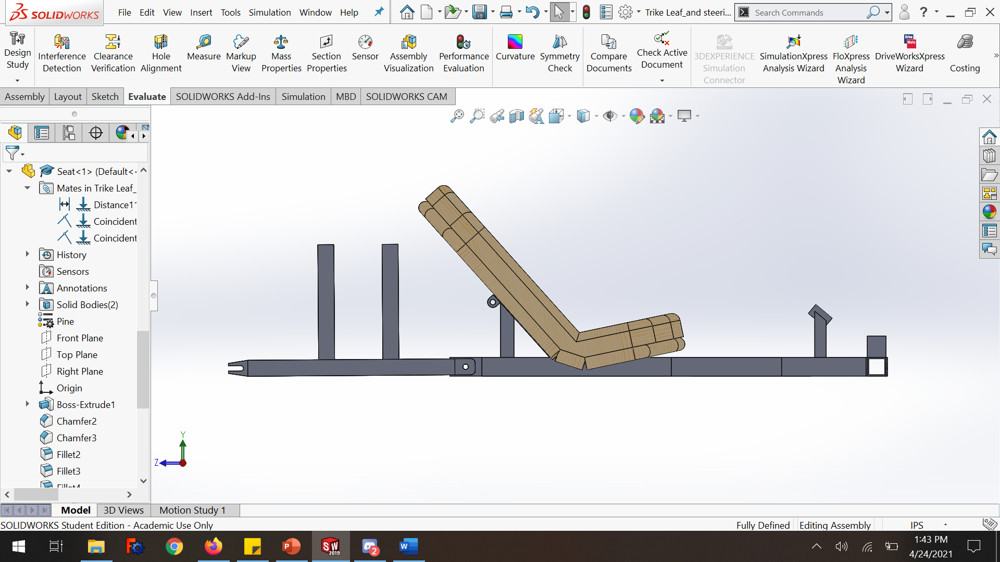 SOLIDWORKS File Edit View Insert Tools Simulation Window Help Trike Leaf_and steeri... Search Commands ?
Design Study
Interference Detection
Clearance Verification
Hole Alignment
Measure
Markup View
Mass Properties
Section Properties
Sensor
Assembly Visualization
Performance Evaluation
Curvature
Symmetry Check
Compare Documents
Check Active Document
3DEXPERIENCE Simulation Connector
SimulationXpress Analysis Wizard
FloXpress Analysis Wizard
DriveWorksXpress Wizard
Costing
Assembly Layout Sketch Evaluate SOLIDWORKS Add-Ins Simulation MBD SOLIDWORKS CAM
Seat<1> (Default<<
Mates in Trike Leaf_
Distance11
Coincident
Coincident
History
Sensors
Annotations
Solid Bodies(2)
Pine
Front Plane
Top Plane
Right Plane
Origin
Boss-Extrude1
Chamfer2
Chamfer3
Fillet2
Fillet3
Fillet4
Y
Z
Model 3D Views Motion Study 1
SOLIDWORKS Student Edition - Academic Use Only Fully Defined Editing Assembly IPS
SW 2019
2
1:43 PM
4/24/2021